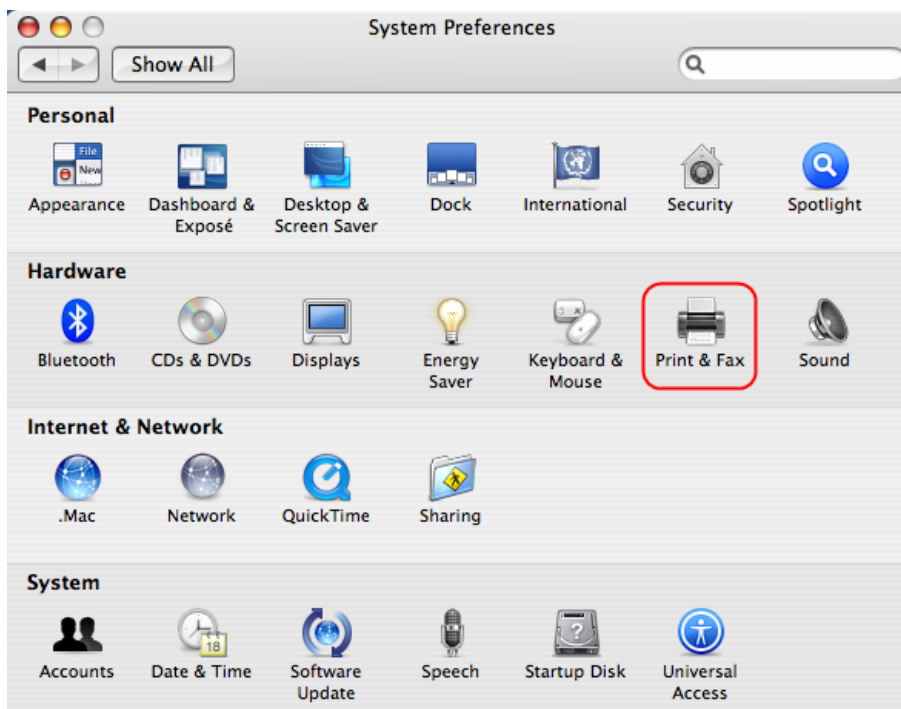 System Preferences
Show All
Personal
File
New
Appearance
Dashboard &
Exposé
Desktop &
Screen Saver
Dock
International
Security
Spotlight
Hardware
Bluetooth
CDs & DVDs
Displays
Energy
Saver
Keyboard &
Mouse
Print & Fax
Sound
Internet & Network
.Mac
Network
QuickTime
Sharing
System
Accounts
18
Date & Time
Software
Update
Speech
?
Startup Disk
Universal
Access